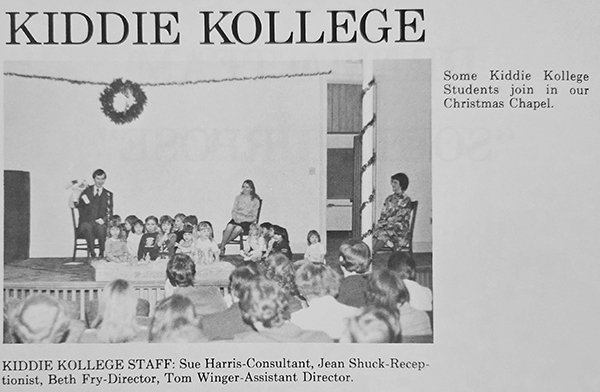 KIDDIE KOLLEGE
Some Kiddie Kollege
Students join in our
Christmas Chapel.
KIDDIE KOLLEGE STAFF: Sue Harris-Consultant, Jean Shuck-Recep-
tionist, Beth Fry-Director, Tom Winger-Assistant Director.